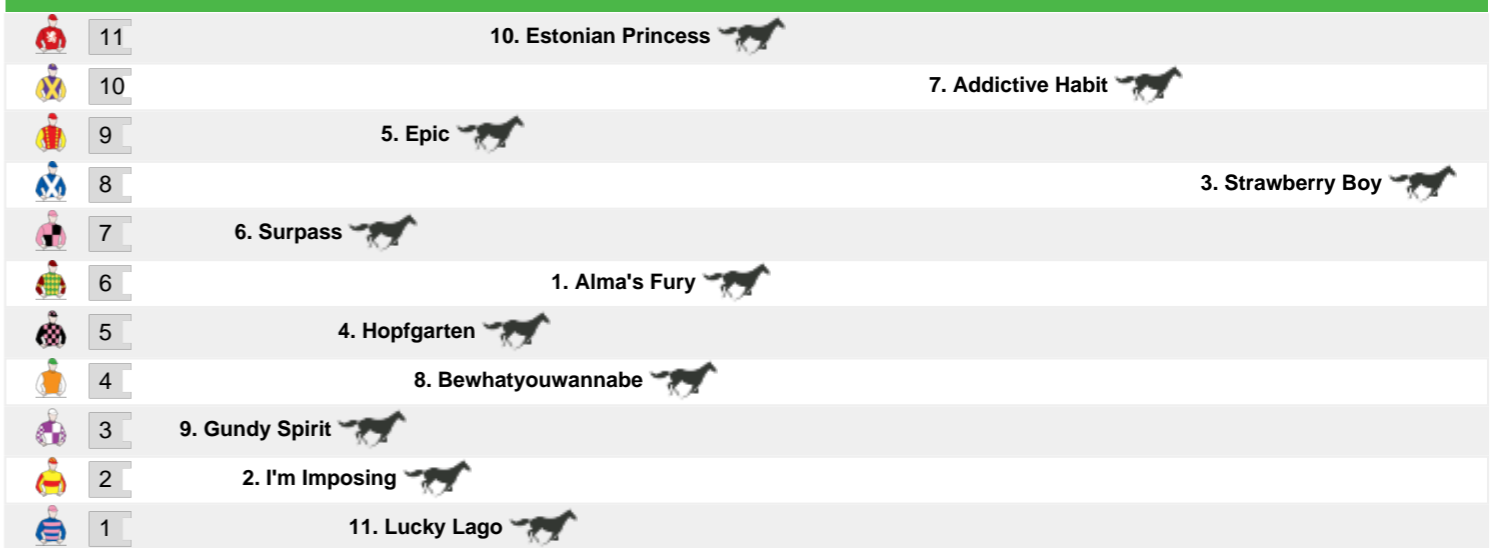 11 10. Estonian Princess
10 7. Addictive Habit
9 5. Epic
8 3. Strawberry Boy
7 6. Surpass
6 1. Alma's Fury
5 4. Hopfgarten
4 8. Bewhatyouwannabe
3 9. Gundy Spirit
2 2. I'm Imposing
1 11. Lucky Lago